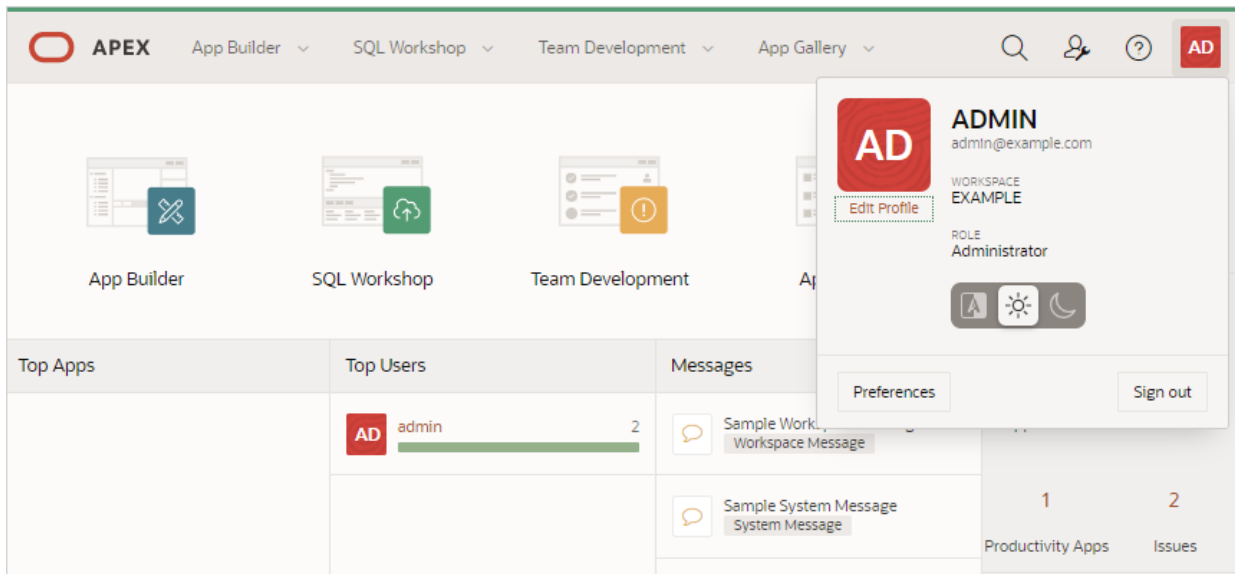 APEX App Builder SQL Workshop Team Development App Gallery AD
AD
ADMIN
admin@example.com
WORKSPACE
EXAMPLE
Edit Profile
ROLE
Administrator
App Builder SQL Workshop Team Development
Preferences Sign out
Top Apps Top Users Messages
AD admin 2
Sample
Workspace Message
Sample System Message
System Message
1 2
Productivity Apps Issues